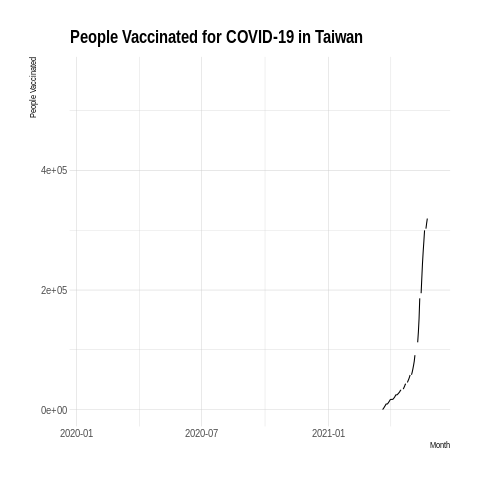 People Vaccinated for COVID-19 in Taiwan
People Vaccinated
4e+05
2e+05
0e+00
2020-01 2020-07 2021-01
Month